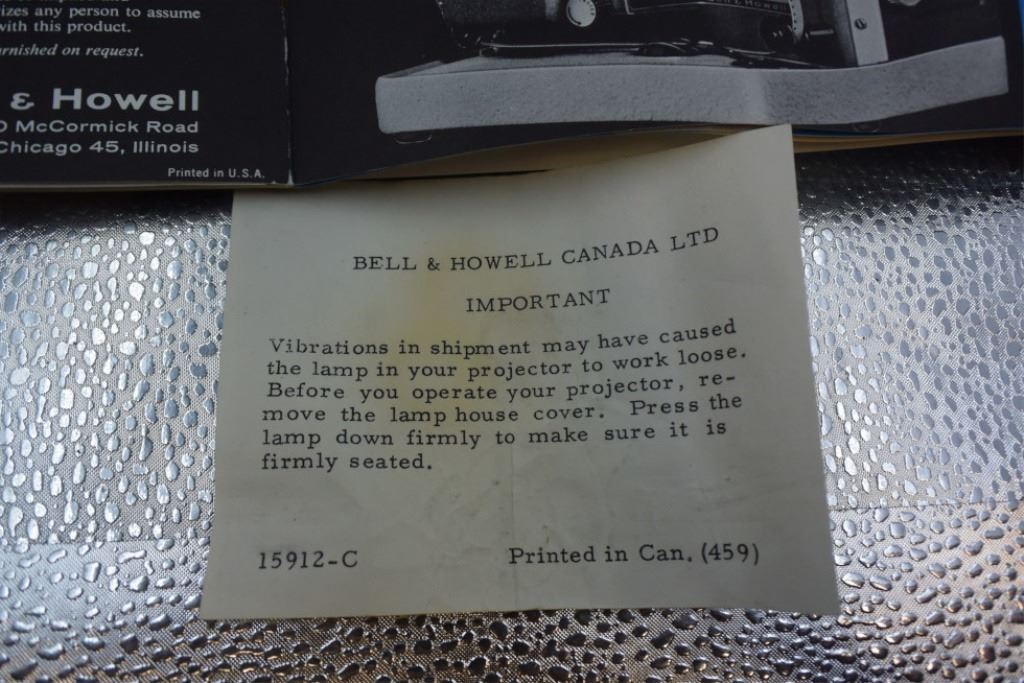 izes any person to assume
with this product.
rnished on request.
& Howell
McCormick Road
Chicago 45, Illinois
Printed in U.S.A.
BELL & HOWELL CANADA LTD
IMPORTANT
Vibrations in shipment may have caused
the lamp in your projector to work loose.
Before you operate your projector, re-
move the lamp house cover. Press the
lamp down firmly to make sure it is
firmly seated.
15912-C
Printed in Can. (459)